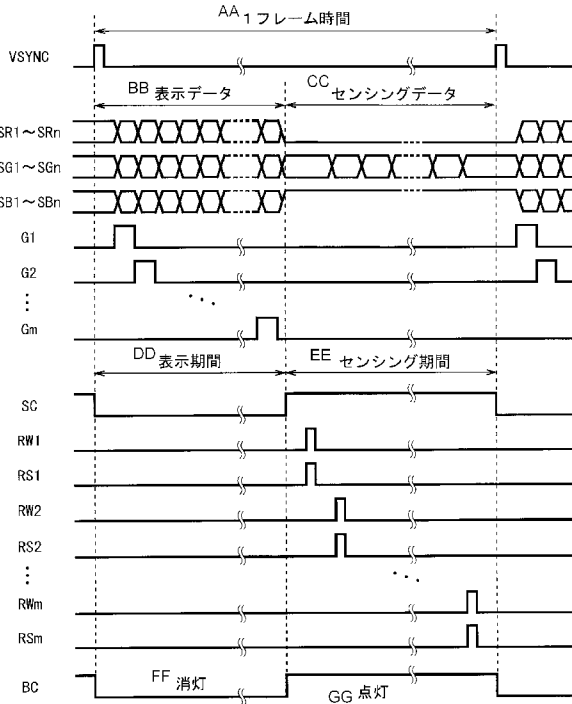 AA 1フレーム時間
VSYNC
BB 表示データ
CC センシングデータ
SR1～SRn
SG1～SGn
SB1～SBn
G1
G2
⋮
...
Gm
DD 表示期間
EE センシング期間
SC
RW1
RS1
RW2
RS2
⋮
...
RWm
RSm
BC
FF 消灯
GG 点灯